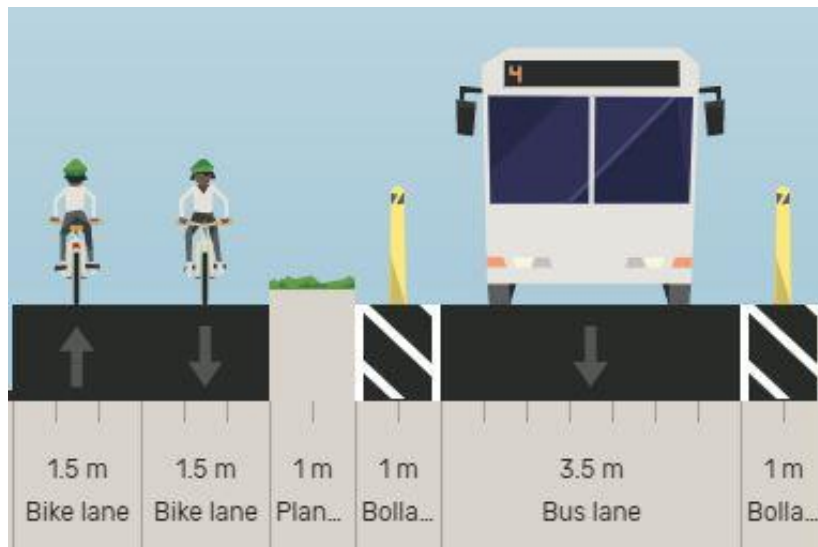 4
1.5 m 1.5 m 1 m 1 m 3.5 m 1 m
Bike lane Bike lane Plan... Bolla... Bus lane Bolla...